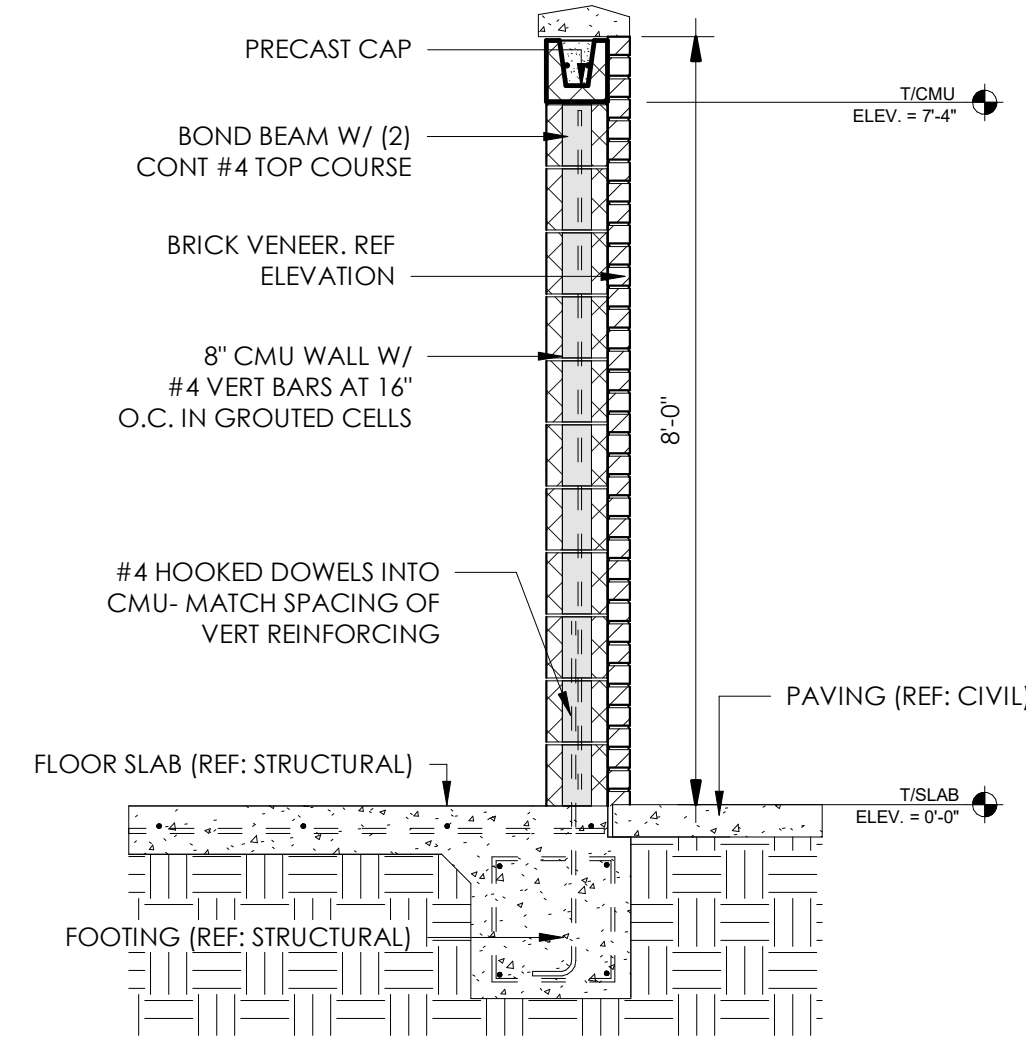 PRECAST CAP
T/CMU
ELEV. = 7'-4"
BOND BEAM W/ (2)
CONT #4 TOP COURSE
BRICK VENEER. REF
ELEVATION
8" CMU WALL W/
#4 VERT BARS AT 16"
O.C. IN GROUTED CELLS
8'-0"
#4 HOOKED DOWELS INTO
CMU- MATCH SPACING OF
VERT REINFORCING
PAVING (REF: CIVIL)
FLOOR SLAB (REF: STRUCTURAL)
T/SLAB
ELEV. = 0'-0"
FOOTING (REF: STRUCTURAL)